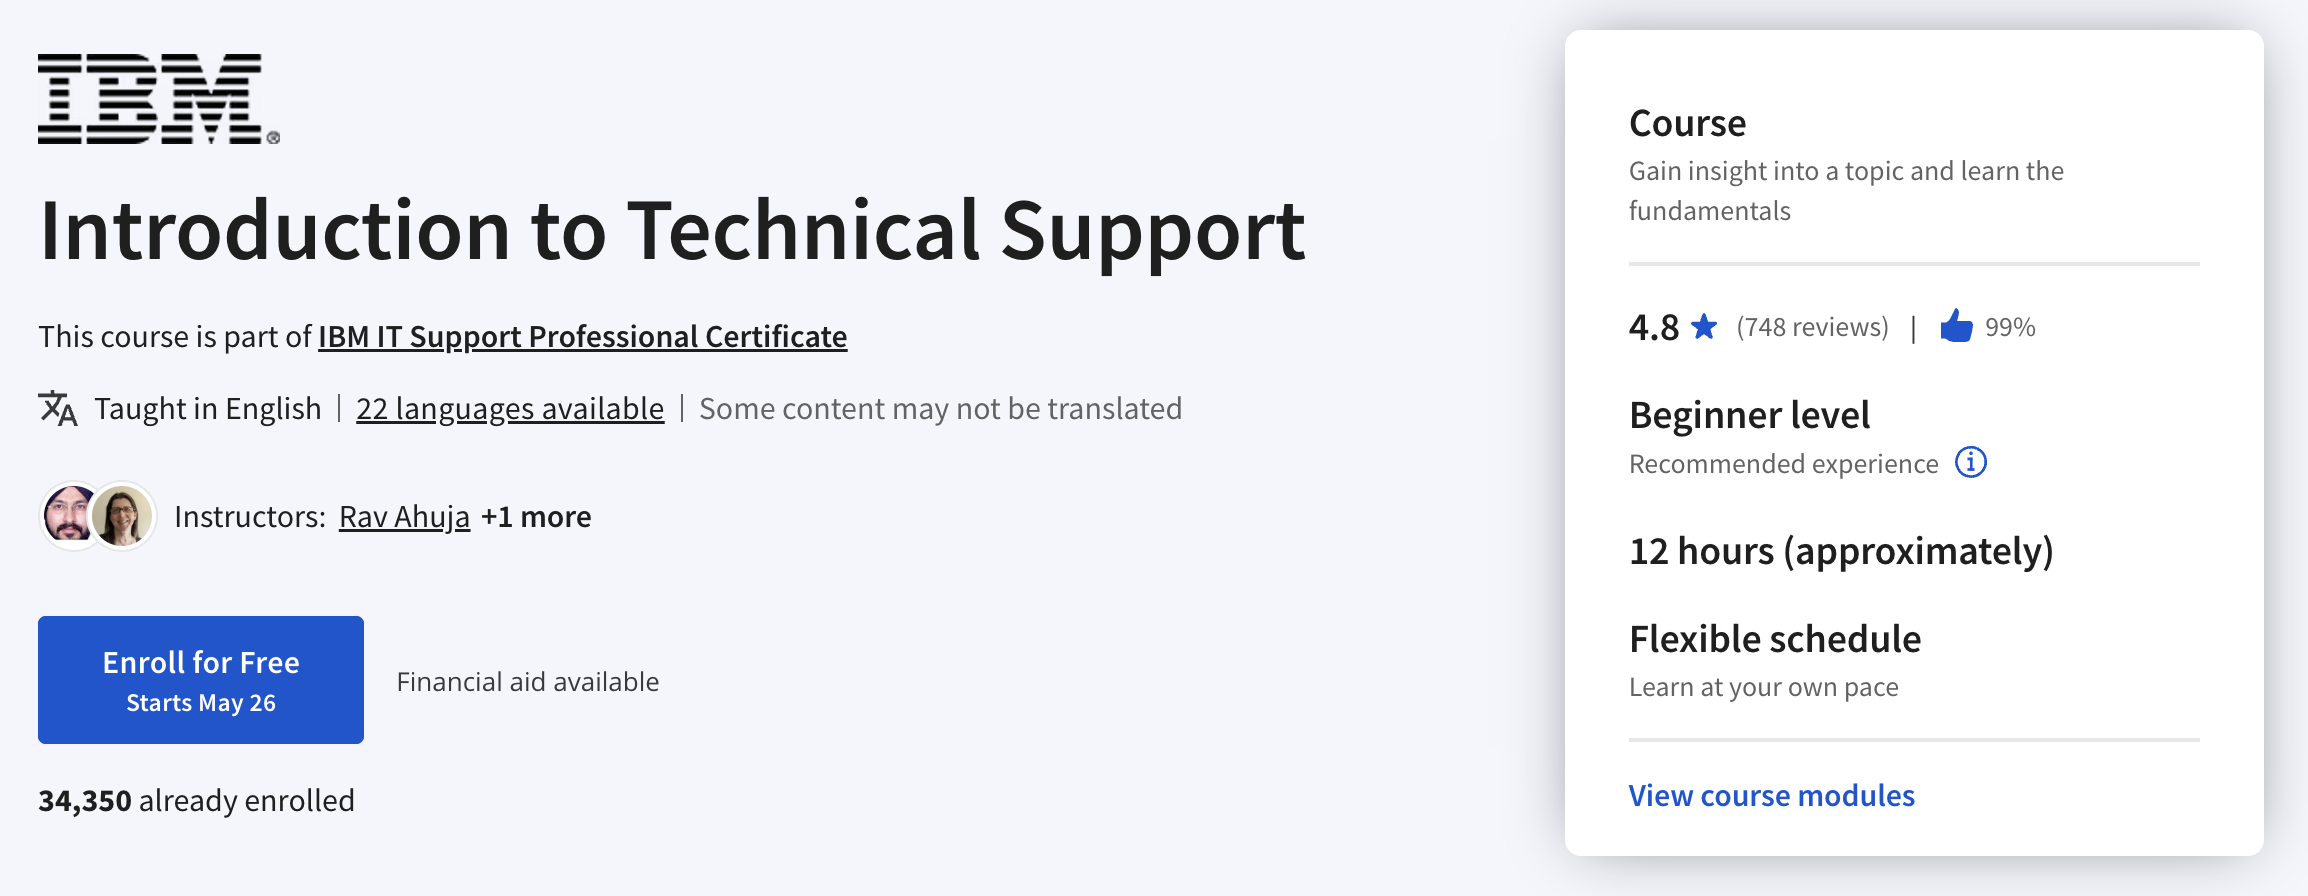 IBM®
Introduction to Technical Support
This course is part of IBM IT Support Professional Certificate
Taught in English | 22 languages available | Some content may not be translated
Instructors: Rav Ahuja +1 more
Enroll for Free
Starts May 26
Financial aid available
34,350 already enrolled
Course
Gain insight into a topic and learn the
fundamentals
4.8 ★ (748 reviews) | 99%
Beginner level
Recommended experience
12 hours (approximately)
Flexible schedule
Learn at your own pace
View course modules